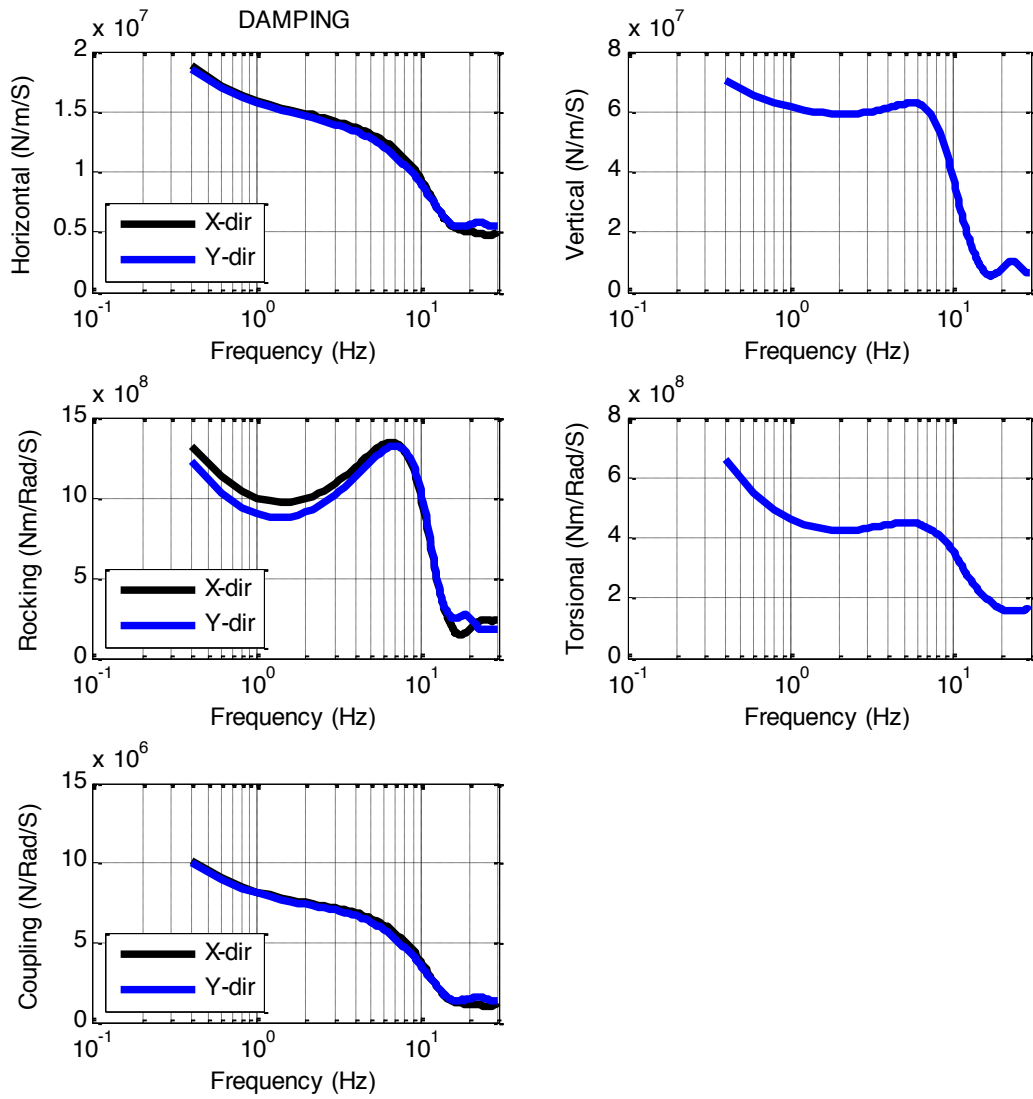 DAMPING
x 10^7
2
1.5
1
0.5
0
Horizontal (N/m/S)
X-dir
Y-dir
10^-1
10^0
10^1
Frequency (Hz)
x 10^7
8
6
4
2
0
Vertical (N/m/S)
10^-1
10^0
10^1
Frequency (Hz)
x 10^8
15
10
5
0
Rocking (Nm/Rad/S)
X-dir
Y-dir
10^-1
10^0
10^1
Frequency (Hz)
x 10^8
8
6
4
2
0
Torsional (Nm/Rad/S)
10^-1
10^0
10^1
Frequency (Hz)
x 10^6
15
10
5
0
Coupling (N/Rad/S)
X-dir
Y-dir
10^-1
10^0
10^1
Frequency (Hz)